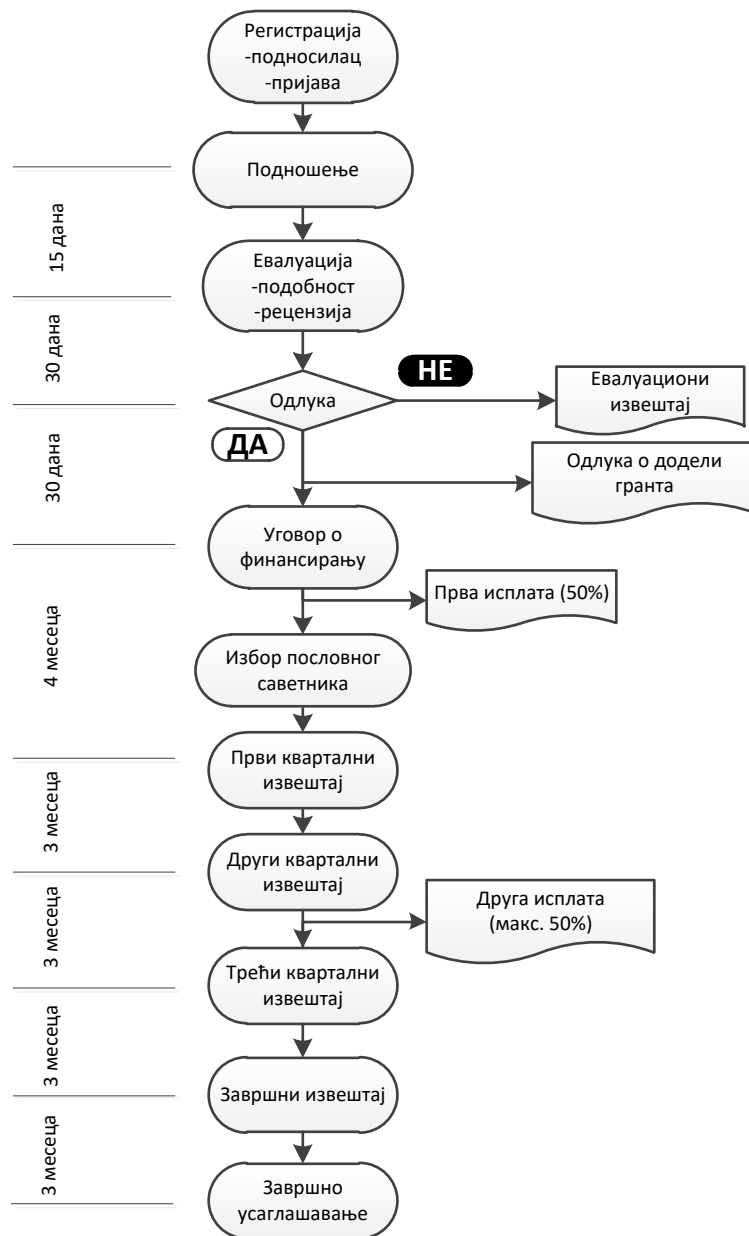 Регистрација
-подносилац
-пријава
Подношење
15 дана
Евалуација
-подобност
-рецензија
30 дана
Одлука
НЕ
Евалуациони
извештај
ДА
Одлука о додели
гранта
30 дана
Уговор о
финансирању
Прва исплата (50%)
4 месеца
Избор пословног
саветника
Први квартални
извештај
3 месеца
Други квартални
извештај
Друга исплата
(макс. 50%)
3 месеца
Трећи квартални
извештај
3 месеца
Завршни извештај
3 месеца
Завршно
усаглашавање